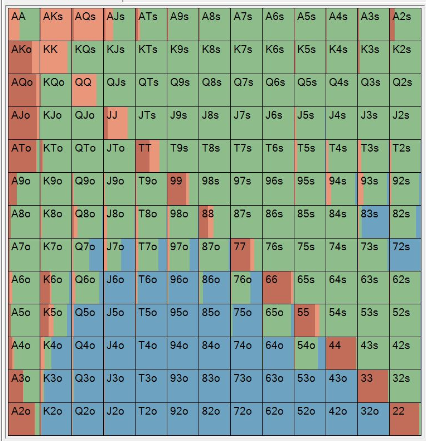 AA AKs AQs AJs ATs A9s A8s A7s A6s A5s A4s A3s A2s
AKo KK KQs KJs KTs K9s K8s K7s K6s K5s K4s K3s K2s
AQo KQo QQ QJs QTs Q9s Q8s Q7s Q6s Q5s Q4s Q3s Q2s
AJo KJo QJo JJ JTs J9s J8s J7s J6s J5s J4s J3s J2s
ATo KTo QTo JTo TT T9s T8s T7s T6s T5s T4s T3s T2s
A9o K9o Q9o J9o T9o 99 98s 97s 96s 95s 94s 93s 92s
A8o K8o Q8o J8o T8o 98o 88 87s 86s 85s 84s 83s 82s
A7o K7o Q7o J7o T7o 97o 87o 77 76s 75s 74s 73s 72s
A6o K6o Q6o J6o T6o 96o 86o 76o 66 65s 64s 63s 62s
A5o K5o Q5o J5o T5o 95o 85o 75o 65o 55 54s 53s 52s
A4o K4o Q4o J4o T4o 94o 84o 74o 64o 54o 44 43s 42s
A3o K3o Q3o J3o T3o 93o 83o 73o 63o 53o 43o 33 32s
A2o K2o Q2o J2o T2o 92o 82o 72o 62o 52o 42o 32o 22